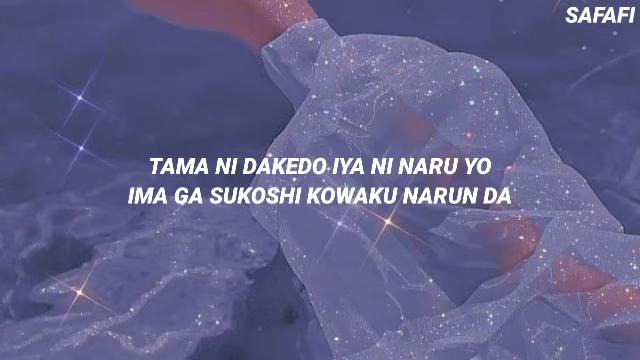 SAFAFI
TAMA NI DAKEDO IYA NI NARU YO
IMA GA SUKOSHI KOWAKU NARUN DA